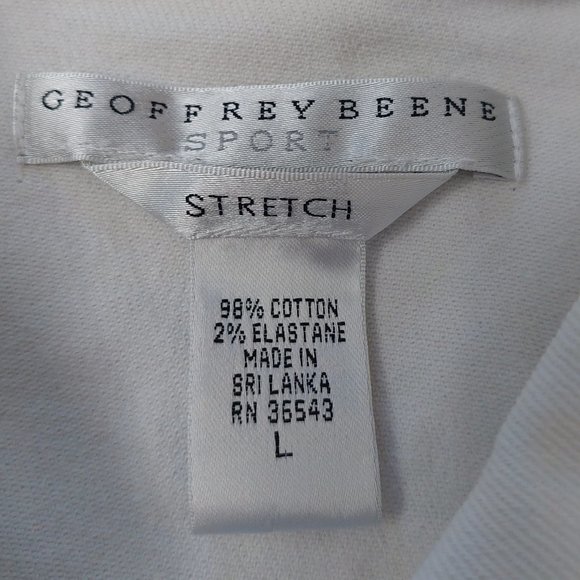 GEOFFREY BEENE
SPORT
STRETCH
98% COTTON
2% ELASTANE
MADE IN
SRI LANKA
RN 36543
L